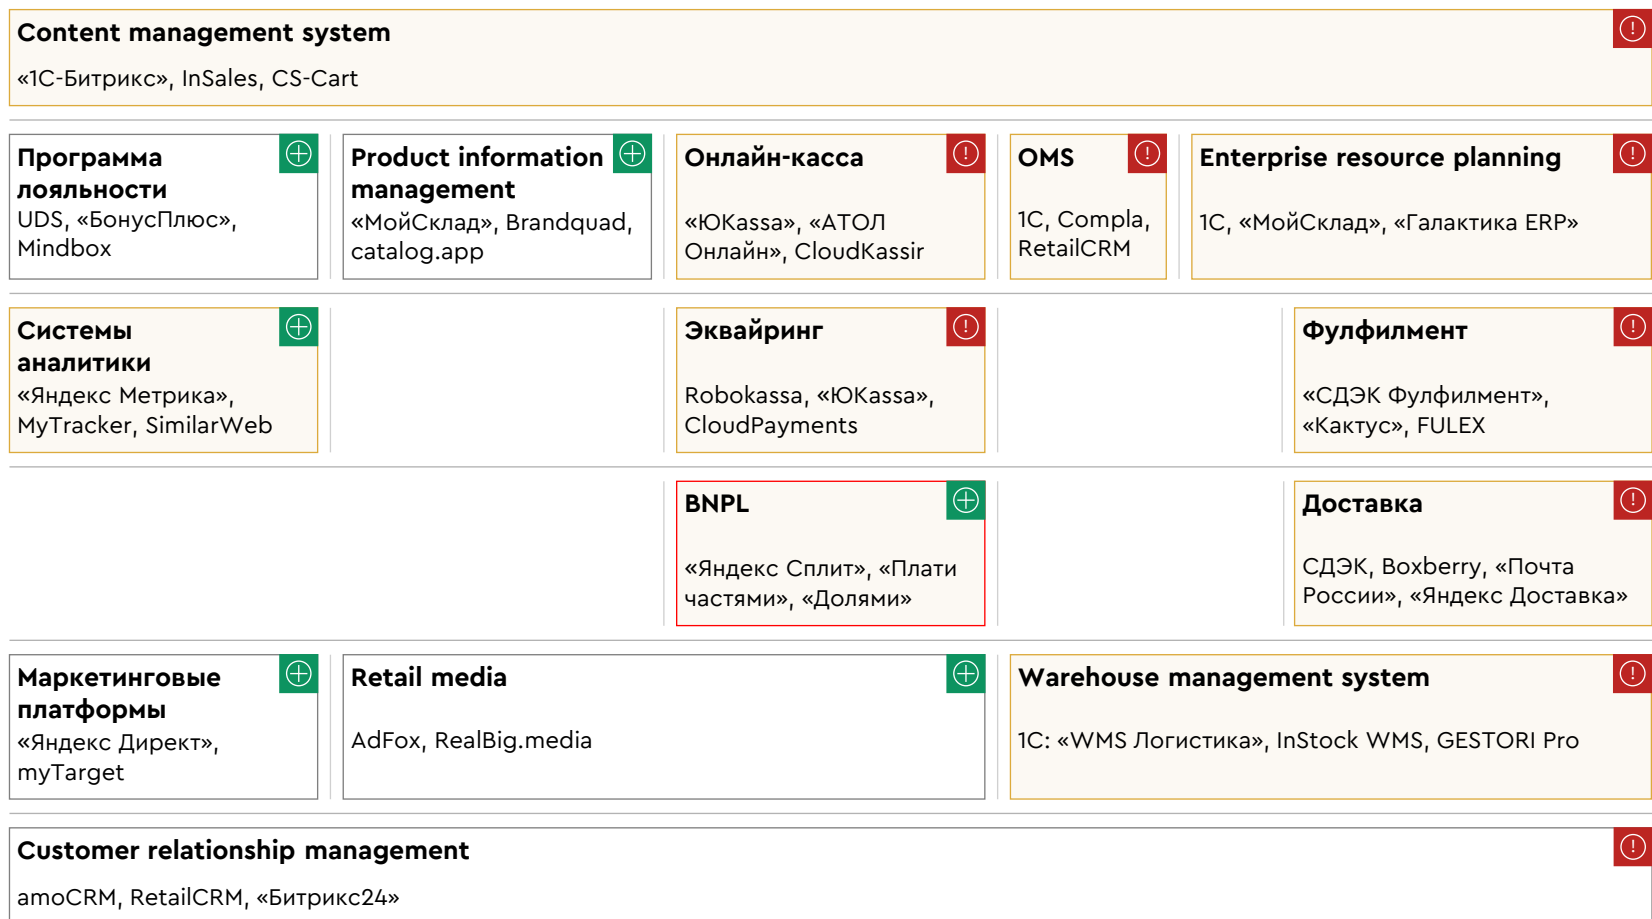 Content management system
«1С-Битрикс», InSales, CS-Cart
Программа
лояльности
UDS, «БонусПлюс»,
Mindbox
Product information
management
«МойСклад», Brandquad,
catalog.app
Онлайн-касса
«ЮKassa», «АТОЛ
Онлайн», CloudKassir
OMS
1С, Compla,
RetailCRM
Enterprise resource planning
1С, «МойСклад», «Галактика ERP»
Системы
аналитики
«Яндекс Метрика»,
MyTracker, SimilarWeb
Эквайринг
Robokassa, «ЮKassa»,
CloudPayments
Фулфилмент
«СДЭК Фулфилмент»,
«Кактус», FULEX
BNPL
«Яндекс Сплит», «Плати
частями», «Долями»
Доставка
СДЭК, Boxberry, «Почта
России», «Яндекс Доставка»
Маркетинговые
платформы
«Яндекс Директ»,
myTarget
Retail media
AdFox, RealBig.media
Warehouse management system
1С: «WMS Логистика», InStock WMS, GESTORI Pro
Customer relationship management
amoCRM, RetailCRM, «Битрикс24»